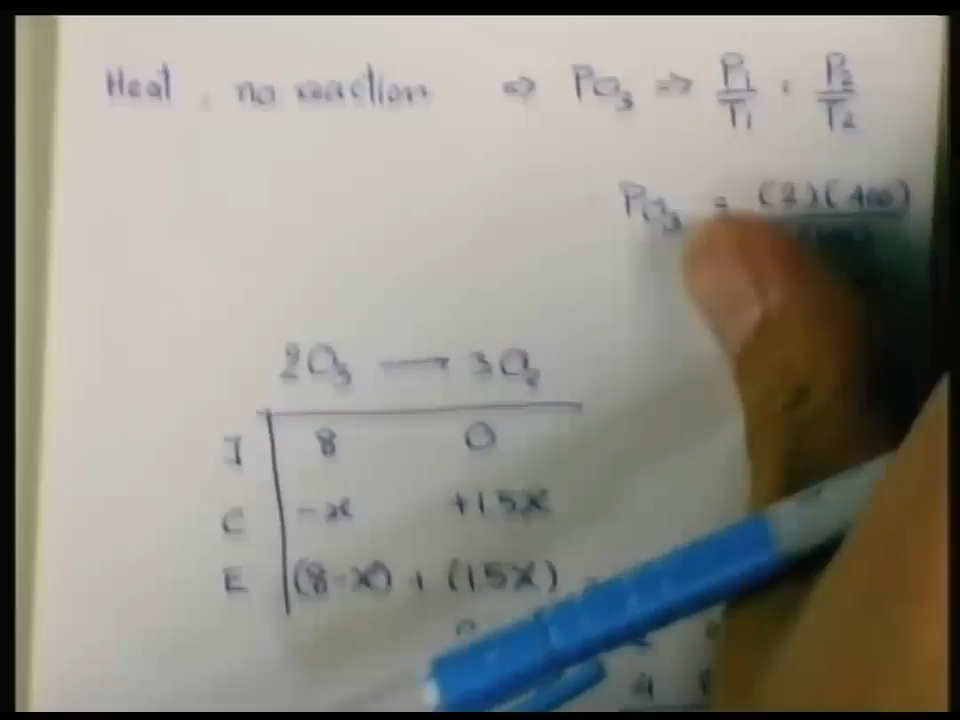 Heat, no reaction ⇒ PO₃ ⇒ P₁/T₁ = P₂/T₂
PO₃ = (3)(400)
2O₃ — 3O₂
I 8 0
C -x +1.5x
E (8-x) + (1.5x)